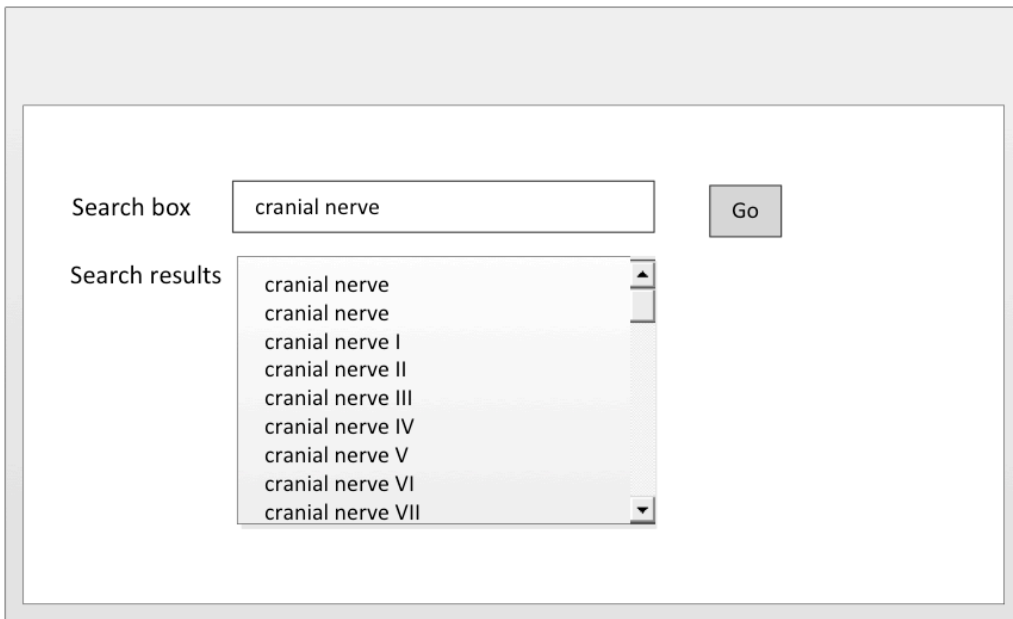 Search box cranial nerve Go
Search results
cranial nerve
cranial nerve
cranial nerve I
cranial nerve II
cranial nerve III
cranial nerve IV
cranial nerve V
cranial nerve VI
cranial nerve VII